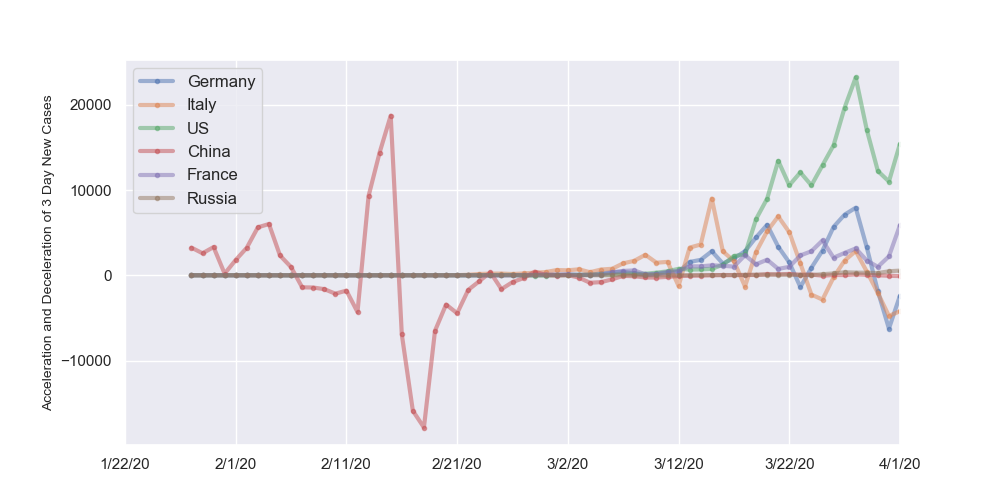 Acceleration and Deceleration of 3 Day New Cases
20000
10000
0
−10000
Germany
Italy
US
China
France
Russia
1/22/20 2/1/20 2/11/20 2/21/20 3/2/20 3/12/20 3/22/20 4/1/20